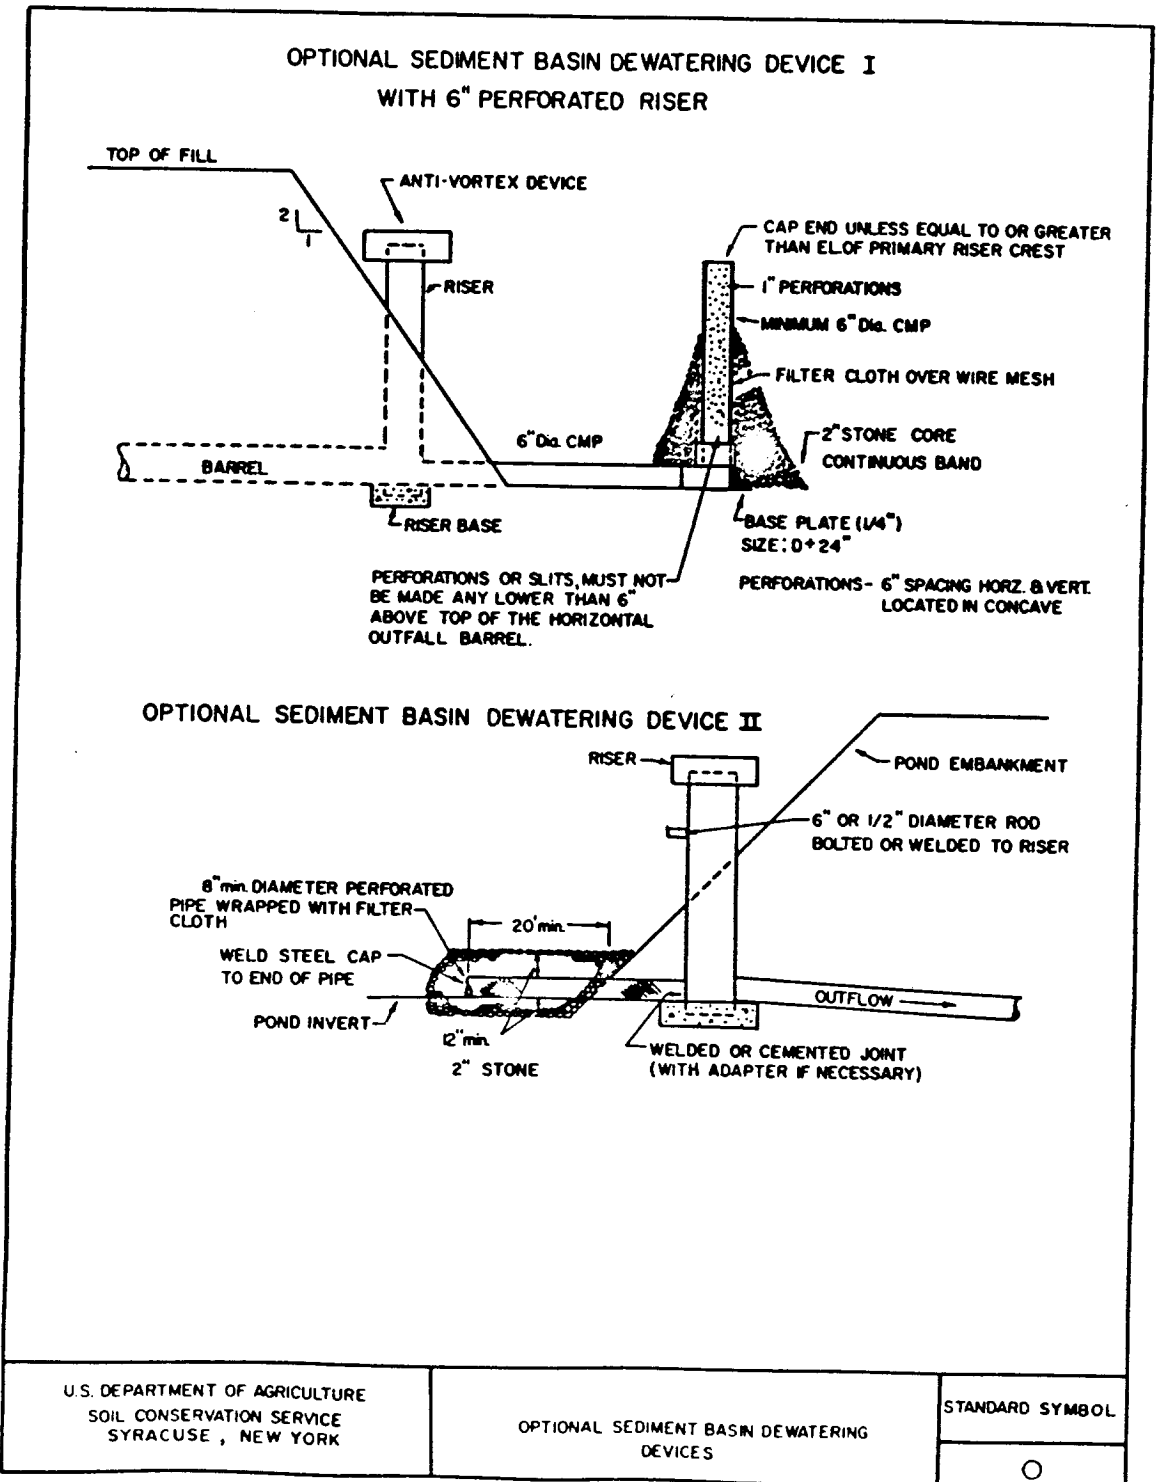 OPTIONAL SEDIMENT BASIN DEWATERING DEVICE I
WITH 6" PERFORATED RISER
TOP OF FILL
ANTI-VORTEX DEVICE
2
1
CAP END UNLESS EQUAL TO OR GREATER
THAN EL.OF PRIMARY RISER CREST
RISER
1" PERFORATIONS
MINIMUM 6" Dia. CMP
FILTER CLOTH OVER WIRE MESH
6" Dia. CMP
2" STONE CORE
CONTINUOUS BAND
BARREL
RISER BASE
BASE PLATE (1/4")
SIZE: D+24"
PERFORATIONS OR SLITS, MUST NOT
BE MADE ANY LOWER THAN 6"
ABOVE TOP OF THE HORIZONTAL
OUTFALL BARREL.
PERFORATIONS- 6" SPACING HORZ. & VERT.
LOCATED IN CONCAVE
OPTIONAL SEDIMENT BASIN DEWATERING DEVICE II
RISER
POND EMBANKMENT
6" OR 1/2" DIAMETER ROD
BOLTED OR WELDED TO RISER
8"min. DIAMETER PERFORATED
PIPE WRAPPED WITH FILTER
CLOTH
20'min.
WELD STEEL CAP
TO END OF PIPE
OUTFLOW
POND INVERT
12"min.
2" STONE
WELDED OR CEMENTED JOINT
(WITH ADAPTER IF NECESSARY)
U.S. DEPARTMENT OF AGRICULTURE
SOIL CONSERVATION SERVICE
SYRACUSE , NEW YORK
OPTIONAL SEDIMENT BASIN DEWATERING
DEVICES
STANDARD SYMBOL
O